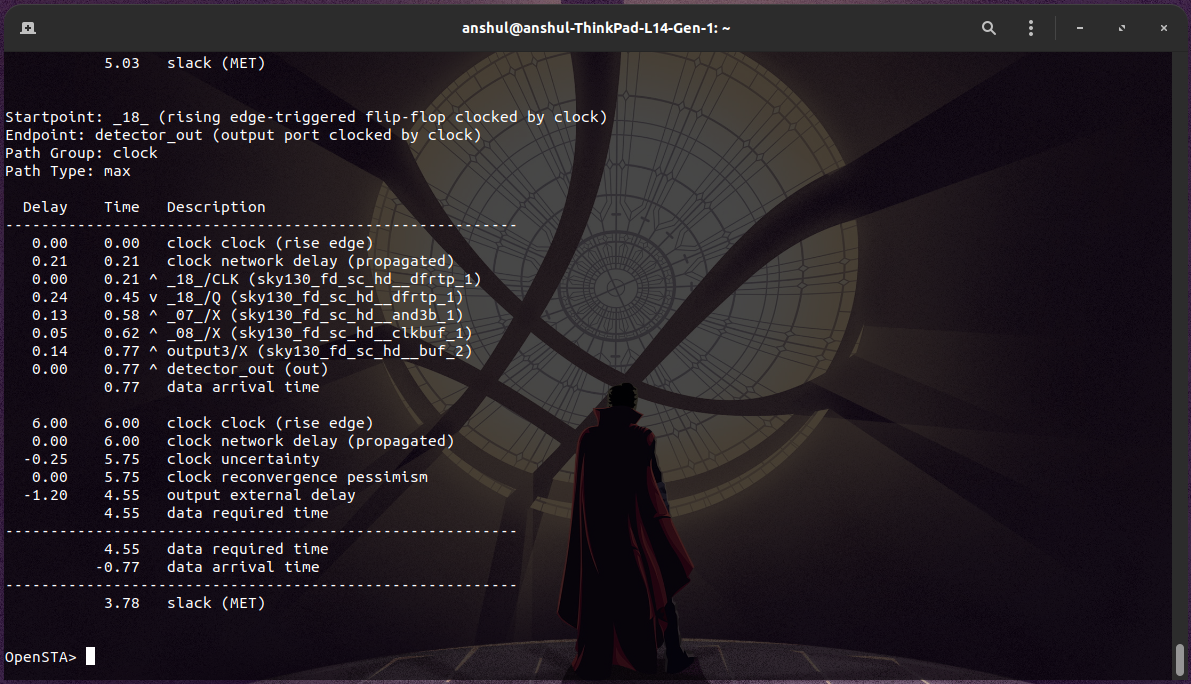 anshul@anshul-ThinkPad-L14-Gen-1: ~
           5.03   slack (MET)
Startpoint: _18_ (rising edge-triggered flip-flop clocked by clock)
Endpoint: detector_out (output port clocked by clock)
Path Group: clock
Path Type: max
  Delay    Time   Description
---------------------------------------------------------
   0.00    0.00   clock clock (rise edge)
   0.21    0.21   clock network delay (propagated)
   0.00    0.21 ^ _18_/CLK (sky130_fd_sc_hd__dfrtp_1)
   0.24    0.45 v _18_/Q (sky130_fd_sc_hd__dfrtp_1)
   0.13    0.58 ^ _07_/X (sky130_fd_sc_hd__and3b_1)
   0.05    0.62 ^ _08_/X (sky130_fd_sc_hd__clkbuf_1)
   0.14    0.77 ^ output3/X (sky130_fd_sc_hd__buf_2)
   0.00    0.77 ^ detector_out (out)
           0.77   data arrival time
   6.00    6.00   clock clock (rise edge)
   0.00    6.00   clock network delay (propagated)
  -0.25    5.75   clock uncertainty
   0.00    5.75   clock reconvergence pessimism
  -1.20    4.55   output external delay
           4.55   data required time
---------------------------------------------------------
           4.55   data required time
          -0.77   data arrival time
---------------------------------------------------------
           3.78   slack (MET)
OpenSTA>